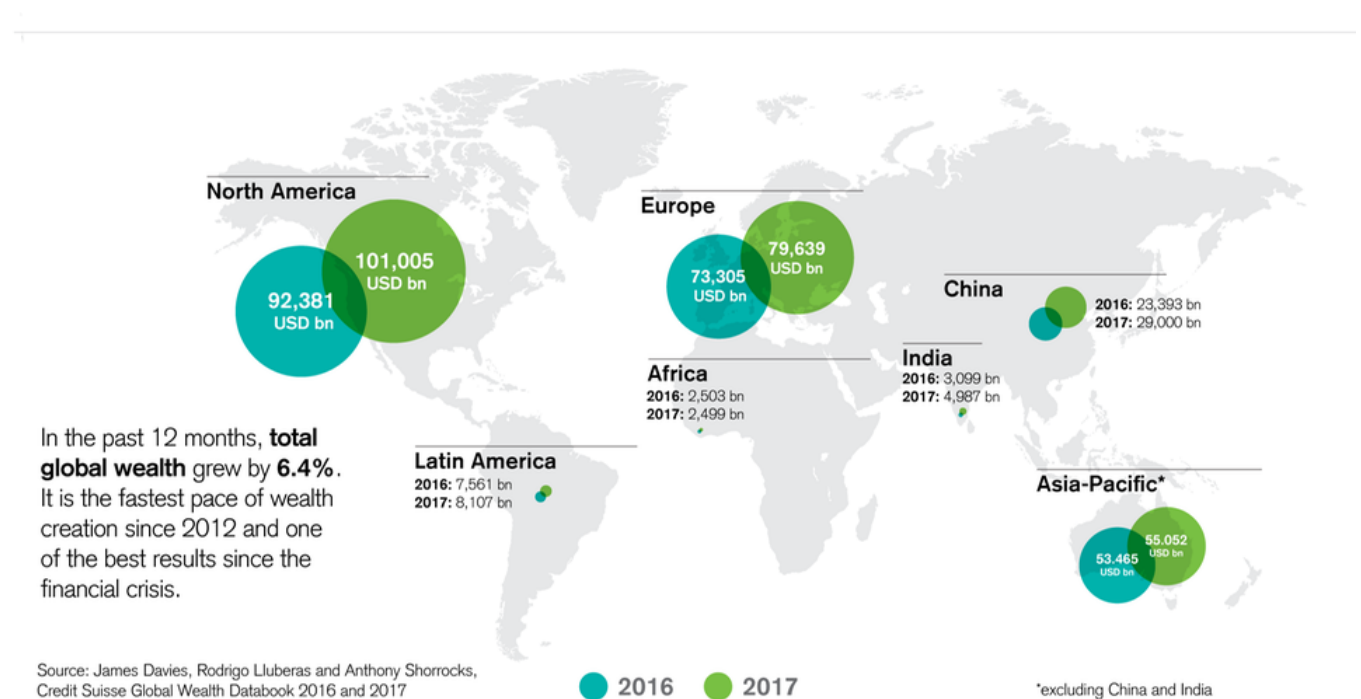 North America
92,381
USD bn
101,005
USD bn
Europe
73,305
USD bn
79,639
USD bn
China
2016: 23,393 bn
2017: 29,000 bn
India
2016: 3,099 bn
2017: 4,987 bn
Africa
2016: 2,503 bn
2017: 2,499 bn
Latin America
2016: 7,561 bn
2017: 8,107 bn
Asia-Pacific*
53.465
USD bn
55.052
USD bn
In the past 12 months, total
global wealth grew by 6.4%.
It is the fastest pace of wealth
creation since 2012 and one
of the best results since the
financial crisis.
Source: James Davies, Rodrigo Lluberas and Anthony Shorrocks,
Credit Suisse Global Wealth Databook 2016 and 2017
2016
2017
*excluding China and India